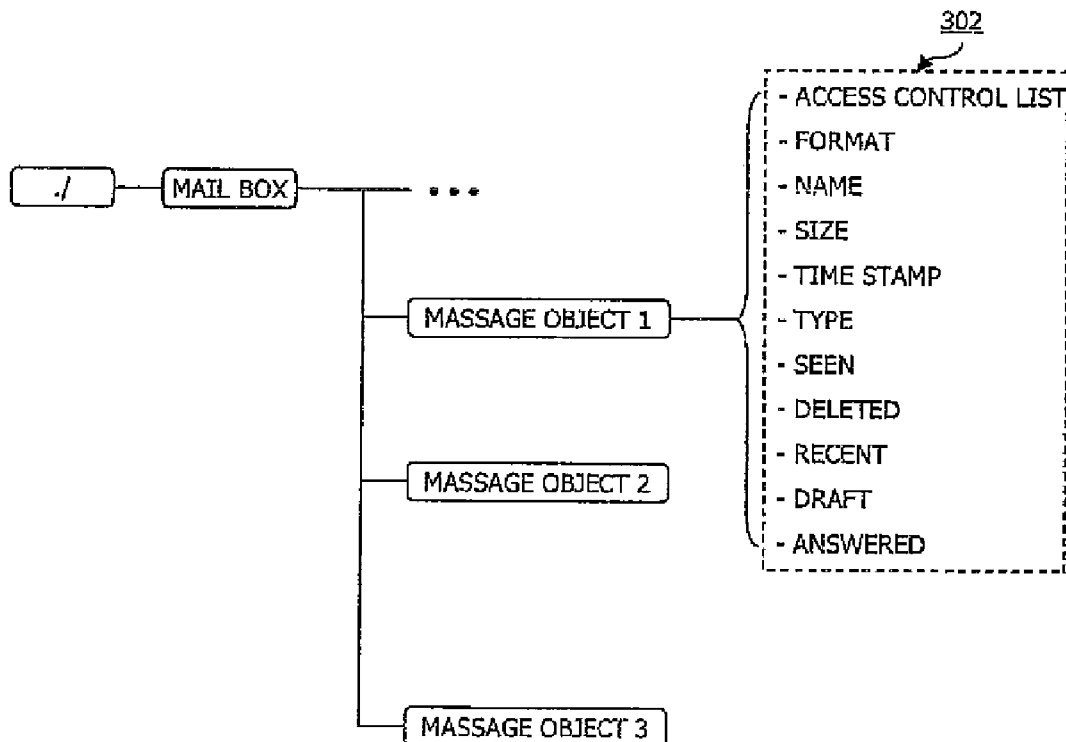 302
- ACCESS CONTROL LIST
- FORMAT
- NAME
./ MAIL BOX ...
- SIZE
- TIME STAMP
MASSAGE OBJECT 1
- TYPE
- SEEN
- DELETED
- RECENT
MASSAGE OBJECT 2
- DRAFT
- ANSWERED
MASSAGE OBJECT 3